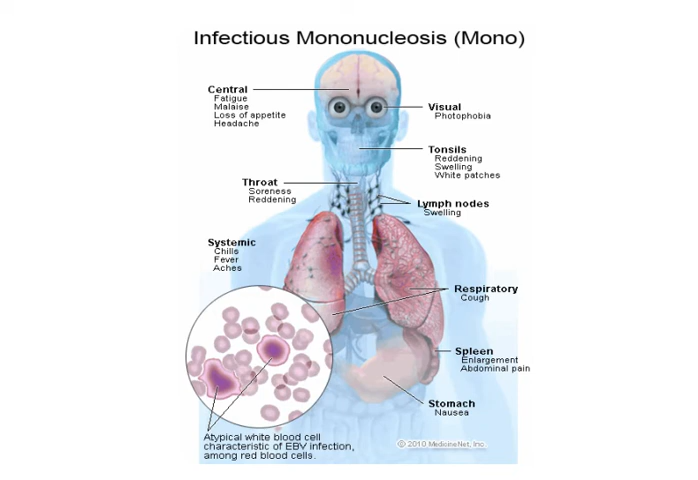 Infectious Mononucleosis (Mono)
Central
Fatigue
Malaise
Loss of appetite
Headache
Visual
Photophobia
Tonsils
Reddening
Swelling
White patches
Throat
Soreness
Reddening
Lymph nodes
Swelling
Systemic
Chills
Fever
Aches
Respiratory
Cough
Spleen
Enlargement
Abdominal pain
Stomach
Nausea
Atypical white blood cell
characteristic of EBV infection,
among red blood cells.
© 2010 MedicineNet, Inc.